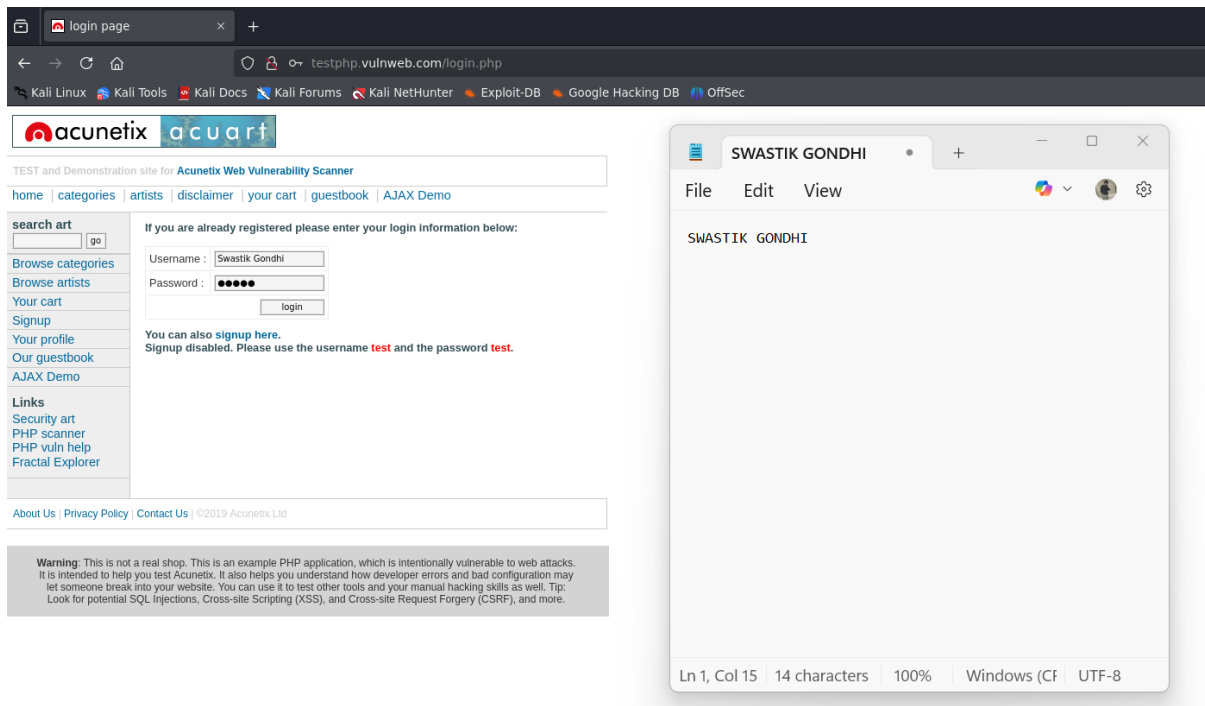 login page
testphp.vulnweb.com/login.php
Kali Linux Kali Tools Kali Docs Kali Forums Kali NetHunter Exploit-DB Google Hacking DB OffSec
acunetix acuart
TEST and Demonstration site for Acunetix Web Vulnerability Scanner
home | categories | artists | disclaimer | your cart | guestbook | AJAX Demo
search art
go
Browse categories
Browse artists
Your cart
Signup
Your profile
Our guestbook
AJAX Demo
Links
Security art
PHP scanner
PHP vuln help
Fractal Explorer
If you are already registered please enter your login information below:
Username : Swastik Gondhi
Password : ●●●●●
login
You can also signup here.
Signup disabled. Please use the username test and the password test.
About Us | Privacy Policy | Contact Us | ©2019 Acunetix Ltd
Warning: This is not a real shop. This is an example PHP application, which is intentionally vulnerable to web attacks.
It is intended to help you test Acunetix. It also helps you understand how developer errors and bad configuration may
let someone break into your website. You can use it to test other tools and your manual hacking skills as well. Tip:
Look for potential SQL Injections, Cross-site Scripting (XSS), and Cross-site Request Forgery (CSRF), and more.
SWASTIK GONDHI
File Edit View
SWASTIK GONDHI
Ln 1, Col 15 14 characters 100% Windows (CF UTF-8